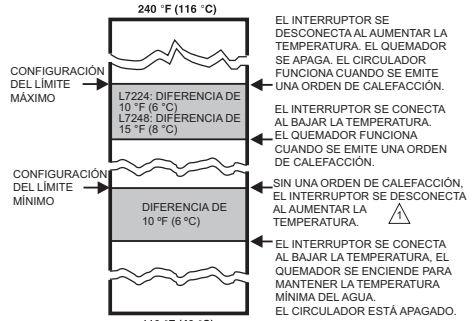 240 °F (116 °C)
EL INTERRUPTOR SE
DESCONECTA AL AUMENTAR LA
TEMPERATURA. EL QUEMADOR
SE APAGA. EL CIRCULADOR
FUNCIONA CUANDO SE EMITE
UNA ORDEN DE CALEFACCIÓN.
CONFIGURACIÓN
DEL LÍMITE
MÁXIMO
L7224: DIFERENCIA DE
10 °F (6 °C)
L7248: DIFERENCIA DE
15 °F (8 °C)
EL INTERRUPTOR SE CONECTA
AL BAJAR LA TEMPERATURA.
EL QUEMADOR FUNCIONA
CUANDO SE EMITE UNA ORDEN
DE CALEFACCIÓN.
CONFIGURACIÓN
DEL LÍMITE
MÍNIMO
SIN UNA ORDEN DE CALEFACCIÓN,
EL INTERRUPTOR SE DESCONECTA
AL AUMENTAR LA
TEMPERATURA.
1
DIFERENCIA DE
10 °F (6 °C)
EL INTERRUPTOR SE CONECTA
AL BAJAR LA TEMPERATURA, EL
QUEMADOR SE ENCIENDE PARA
MANTENER LA TEMPERATURA
MÍNIMA DEL AGUA.
EL CIRCULADOR ESTÁ APAGADO.